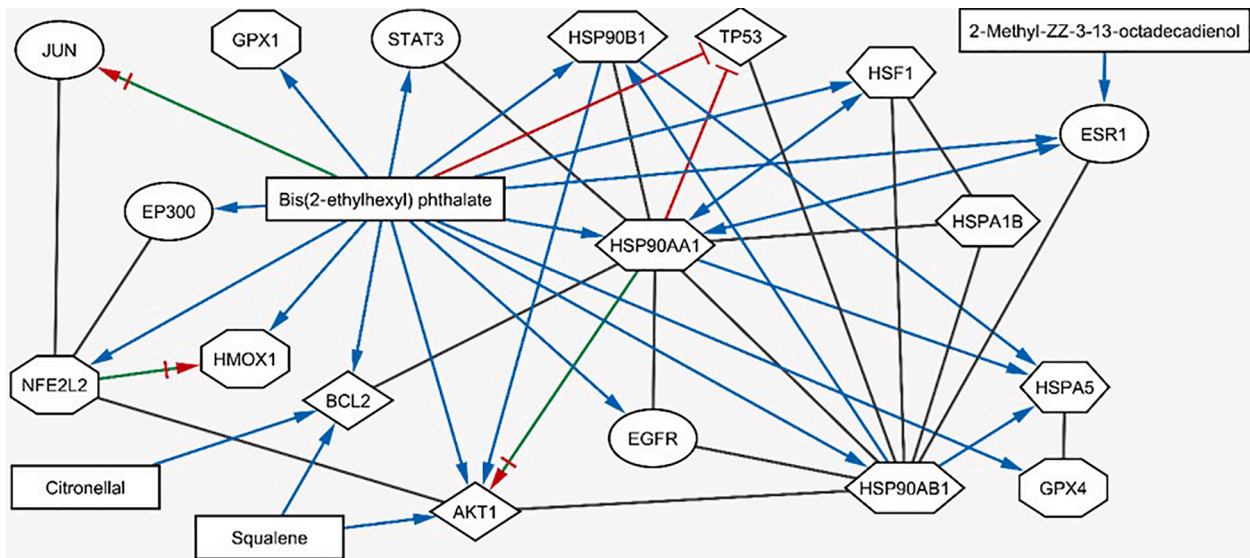 2-Methyl-ZZ-3-13-octadecadienol
JUN
GPX1
STAT3
HSP90B1
TP53
HSF1
ESR1
Bis(2-ethylhexyl) phthalate
EP300
HSP90AA1
HSPA1B
NFE2L2
HMOX1
BCL2
HSPA5
EGFR
Citronellal
AKT1
HSP90AB1
GPX4
Squalene